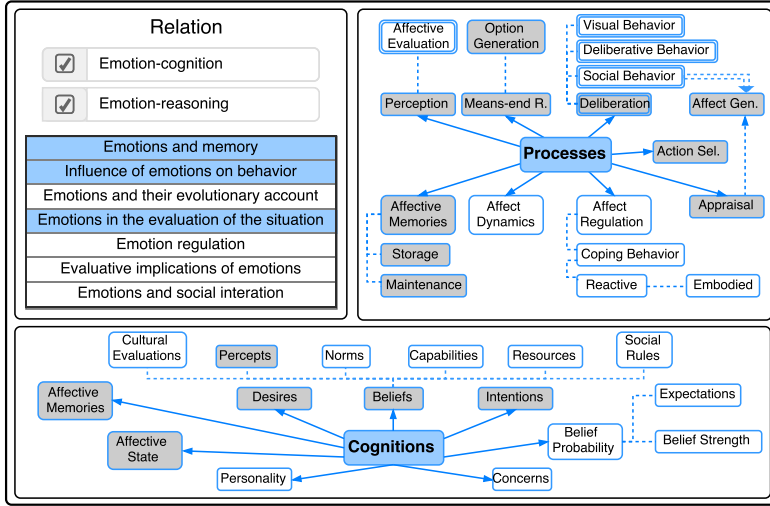 Relation
Emotion-cognition
Emotion-reasoning
Emotions and memory
Influence of emotions on behavior
Emotions and their evolutionary account
Emotions in the evaluation of the situation
Emotion regulation
Evaluative implications of emotions
Emotions and social interation
Affective
Evaluation
Option
Generation
Visual Behavior
Deliberative Behavior
Social Behavior
Perception
Means-end R.
Deliberation
Affect Gen.
Processes
Action Sel.
Affective
Memories
Affect
Dynamics
Affect
Regulation
Appraisal
Storage
Coping Behavior
Maintenance
Reactive
Embodied
Cultural
Evaluations
Percepts
Norms
Capabilities
Resources
Social
Rules
Affective
Memories
Desires
Beliefs
Intentions
Expectations
Affective
State
Cognitions
Belief
Probability
Belief Strength
Personality
Concerns